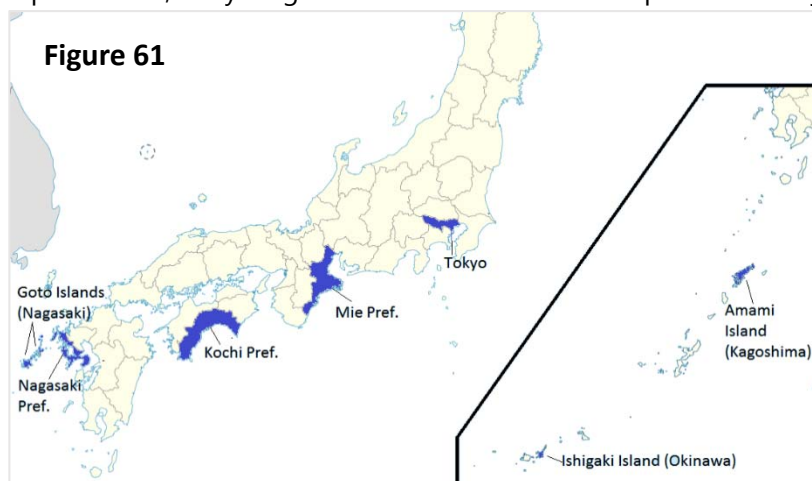 Figure 61
Tokyo
Goto Islands
(Nagasaki)
Mie Pref.
Amami
Island
(Kagoshima)
Kochi Pref.
Nagasaki
Pref.
Ishigaki Island (Okinawa)